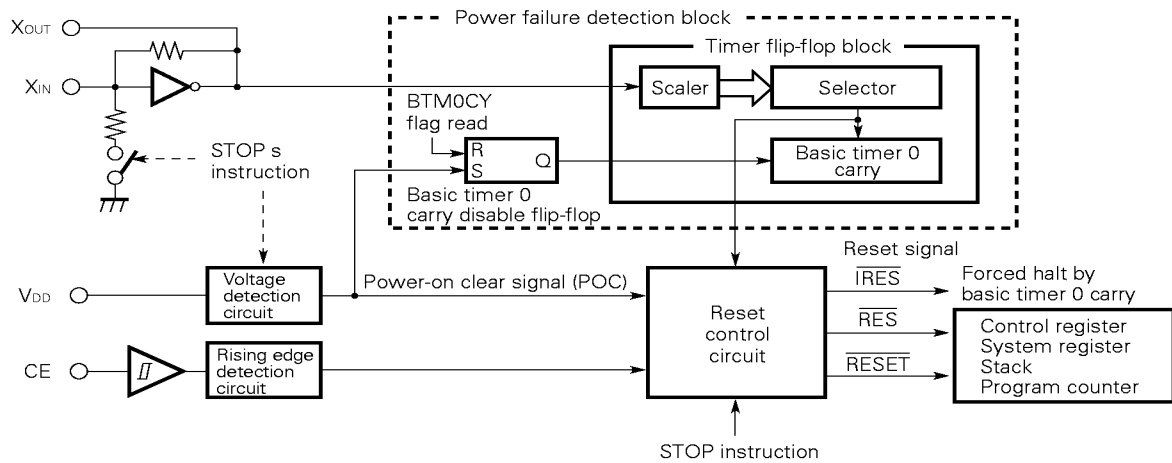 Power failure detection block
XOUT
Timer flip-flop block
XIN
Scaler
Selector
BTM0CY
flag read
R
S
Q
Basic timer 0
carry
STOP s
instruction
Basic timer 0
carry disable flip-flop
Reset signal
VDD
Voltage
detection
circuit
Power-on clear signal (POC)
Reset
control
circuit
IRES
Forced halt by
basic timer 0 carry
RES
Control register
System register
Stack
Program counter
CE
Rising edge
detection
circuit
RESET
STOP instruction